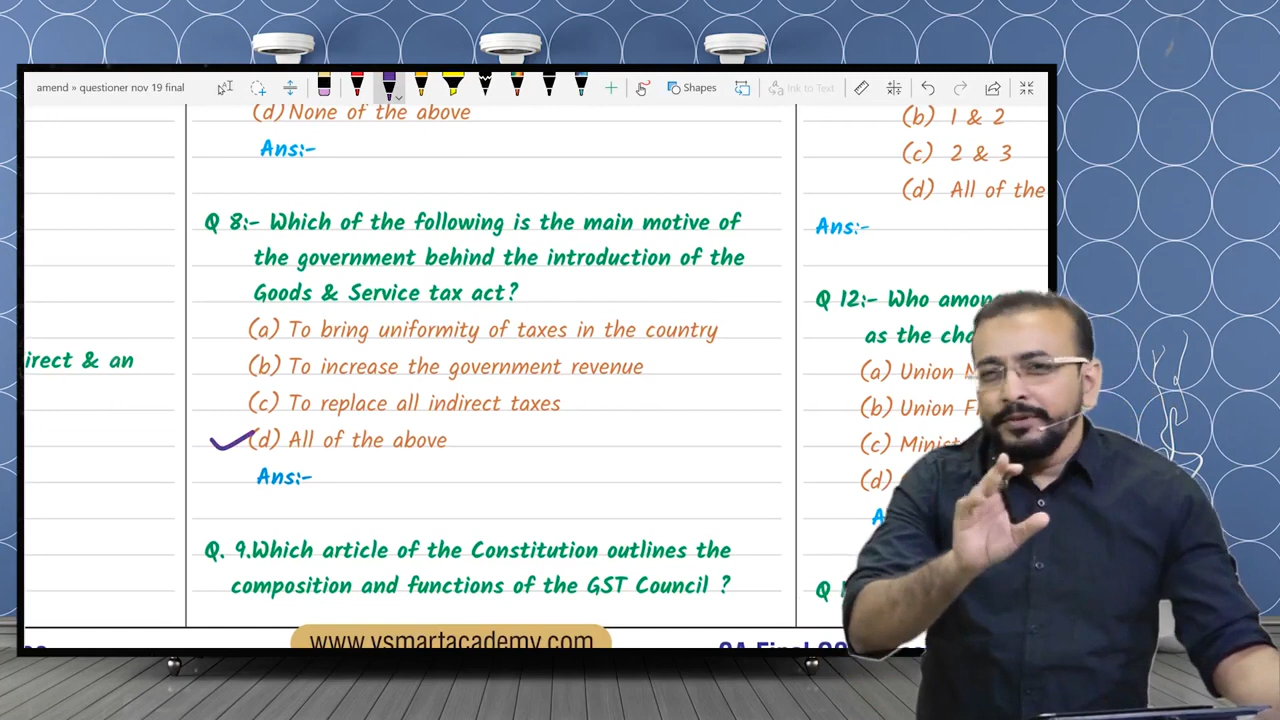 amend » questioner nov 19 final
Shapes
Ink to Text
(d) None of the above
Ans:-
Q 8:- Which of the following is the main motive of
the government behind the introduction of the
Goods & Service tax act?
(a) To bring uniformity of taxes in the country
(b) To increase the government revenue
(c) To replace all indirect taxes
(d) All of the above
Ans:-
Q. 9.Which article of the Constitution outlines the
composition and functions of the GST Council ?
& an
(b) 1 & 2
(c) 2 & 3
(d) All of the
Ans:-
Q 12:- Who
as the
(a) Union
(b) Union
(c)
(d)
Q
www.vsmartacademy.com